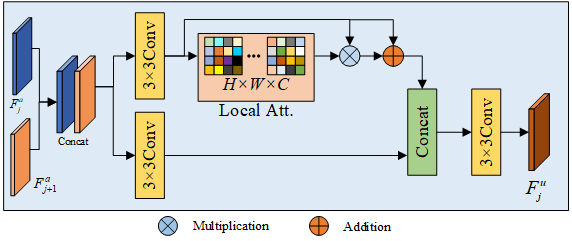 F_j^a
F_{j+1}^a
Concat
3×3Conv
3×3Conv
H×W×C
Local Att.
Concat
3×3Conv
F_j^u
Multiplication
Addition